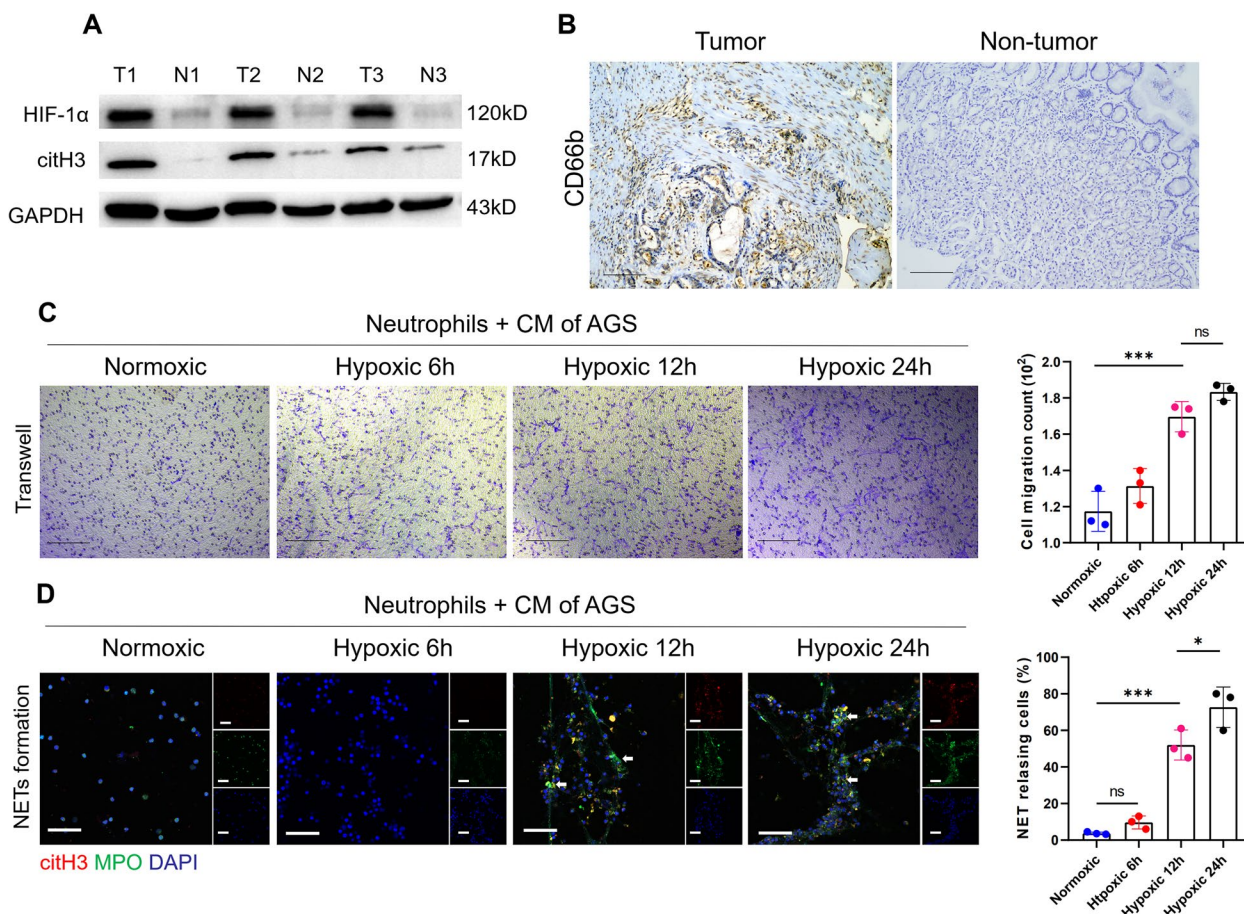 A
T1 N1 T2 N2 T3 N3
HIF-1α 120kD
citH3 17kD
GAPDH 43kD
B
Tumor Non-tumor
CD66b
C
Neutrophils + CM of AGS
Normoxic Hypoxic 6h Hypoxic 12h Hypoxic 24h
Transwell
Cell migration count (10²)
2.0
1.8
1.6
1.4
1.2
1.0
*** ns
Normoxic Htpoxic 6h Hypoxic 12h Hypoxic 24h
D
Neutrophils + CM of AGS
Normoxic Hypoxic 6h Hypoxic 12h Hypoxic 24h
NETs formation
citH3 MPO DAPI
NET relasing cells (%)
100
80
60
40
20
0
ns *** *
Normoxic Htpoxic 6h Hypoxic 12h Hypoxic 24h